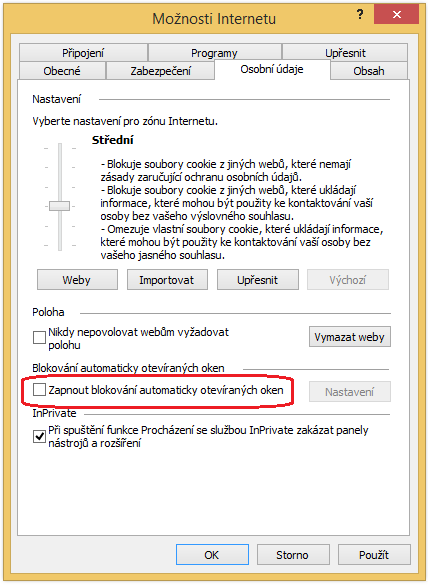 Možnosti Internetu
Připojení Programy Upřesnit
Obecné Zabezpečení Osobní údaje Obsah
Nastavení
Vyberte nastavení pro zónu Internetu.
Střední
- Blokuje soubory cookie z jiných webů, které nemají
zásady zaručující ochranu osobních údajů.
- Blokuje soubory cookie z jiných webů, které ukládají
informace, které mohou být použity ke kontaktování vaší
osoby bez vašeho výslovného souhlasu.
- Omezuje vlastní soubory cookie, které ukládají informace,
které mohou být použity ke kontaktování vaší osoby bez
vašeho jasného souhlasu.
Weby Importovat Upřesnit Výchozí
Poloha
Nikdy nepovolovat webům vyžadovat
polohu
Vymazat weby
Blokování automaticky otevíraných oken
Zapnout blokování automaticky otevíraných oken
Nastavení
InPrivate
Při spuštění funkce Procházení se službou InPrivate zakázat panely
nástrojů a rozšíření
OK Storno Použít